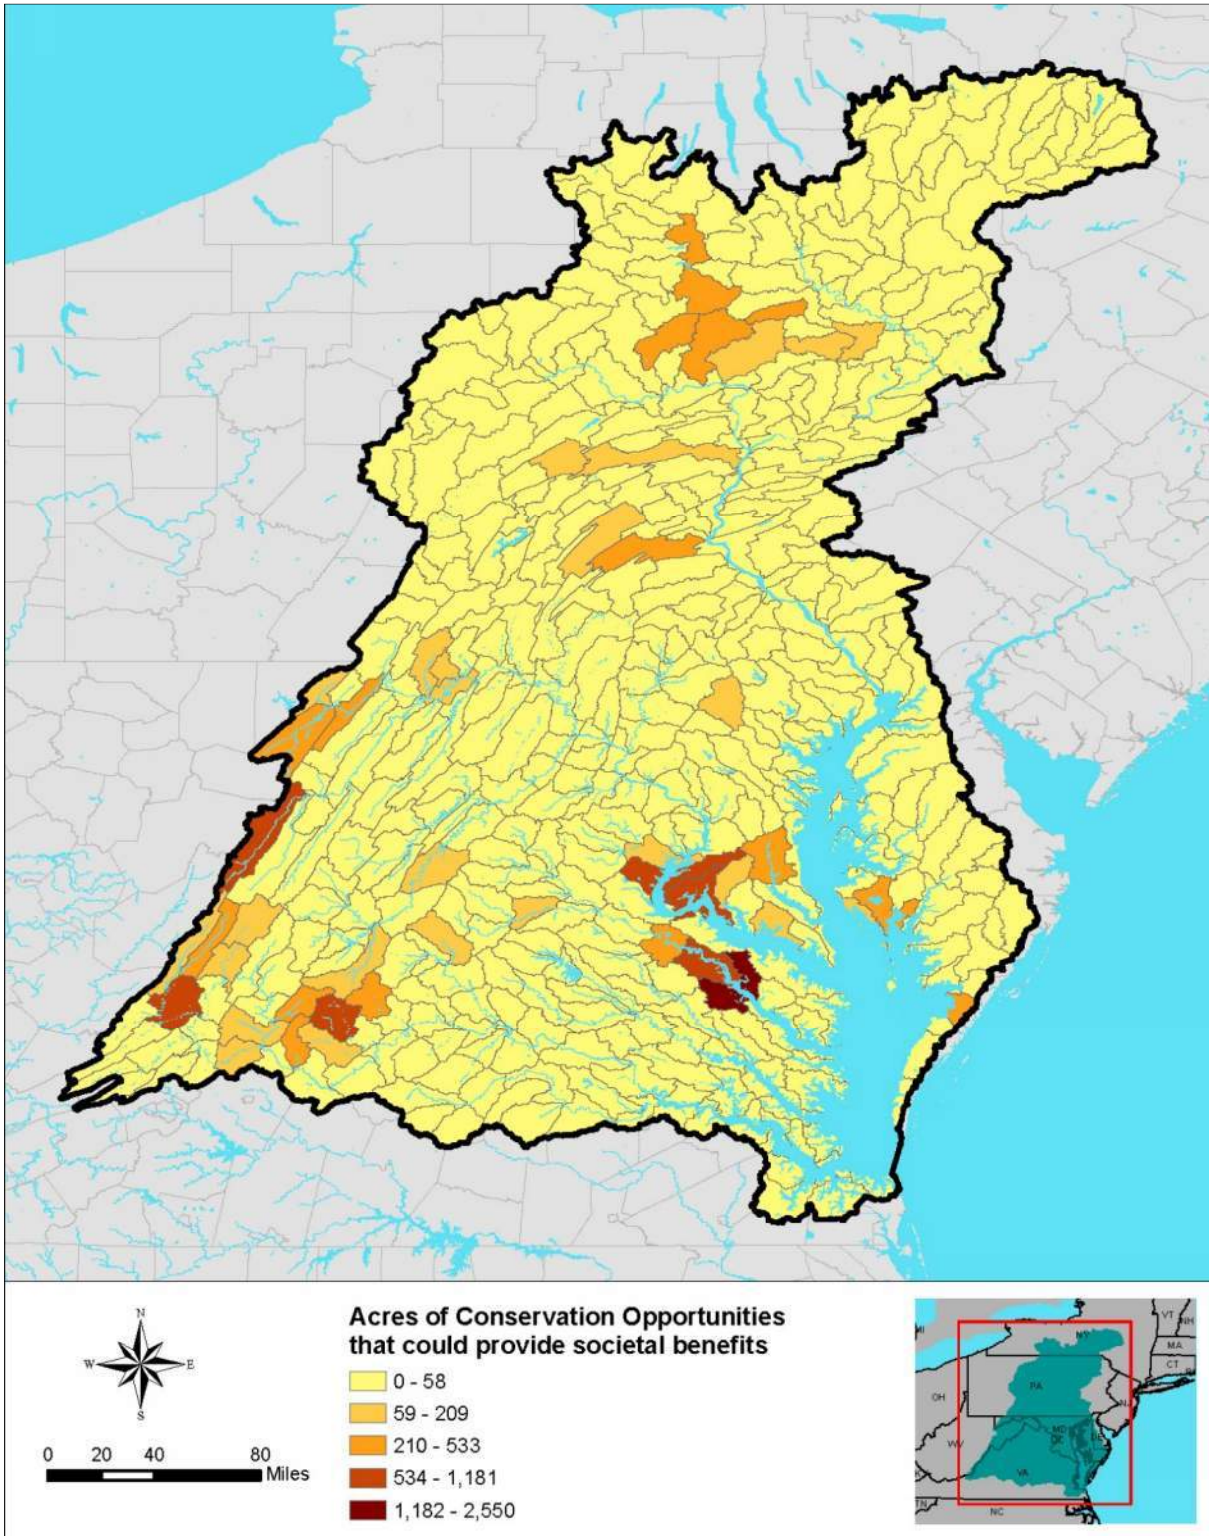 Acres of Conservation Opportunities
that could provide societal benefits
0 - 58
59 - 209
210 - 533
534 - 1,181
1,182 - 2,550
N
W
E
S
0 20 40 80
Miles
VT
NH
NY
MA
CT
PA
OH
NJ
MD
DE
WV
VA
TN
NC
MI